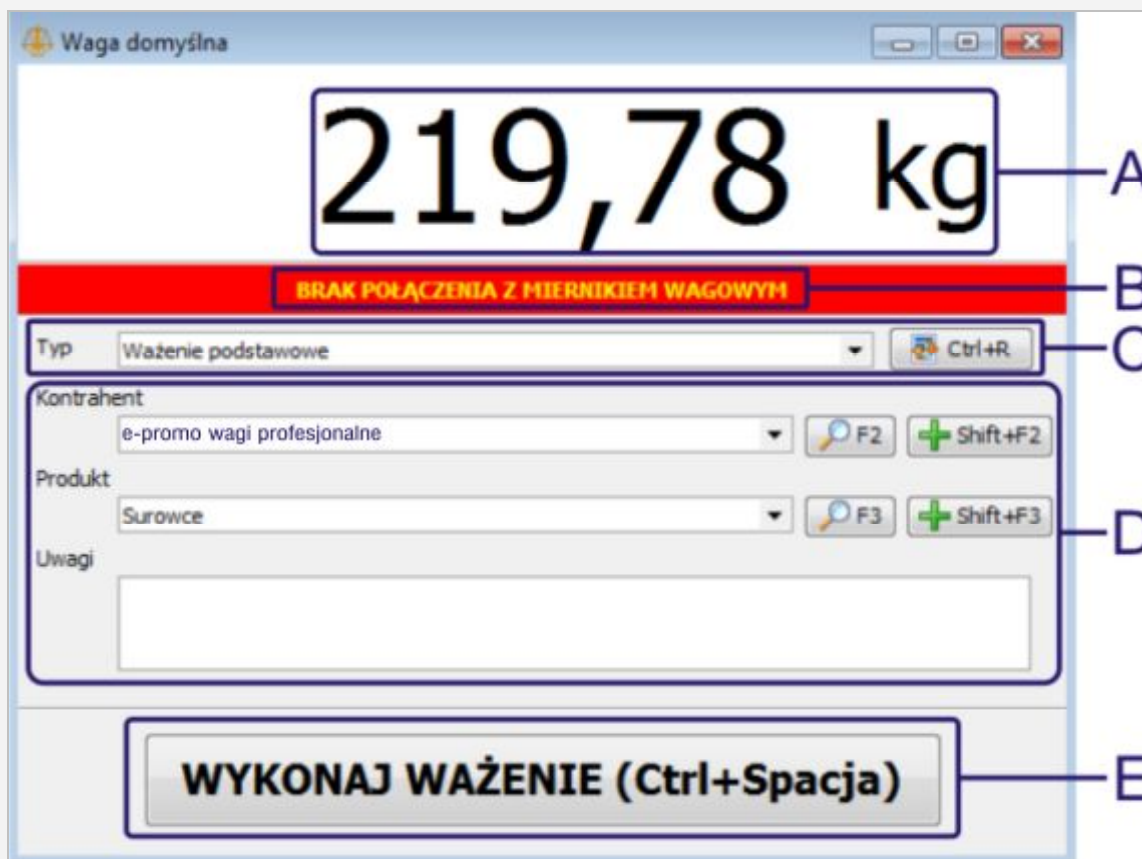 Waga domyślna
219,78 kg
A
BRAK POŁĄCZENIA Z MIERNIKIEM WAGOWYM
B
Typ Ważenie podstawowe Ctrl+R
C
Kontrahent
e-promo wagi profesjonalne F2 Shift+F2
Produkt
Surowce F3 Shift+F3
D
Uwagi
WYKONAJ WAŻENIE (Ctrl+Spacja)
E